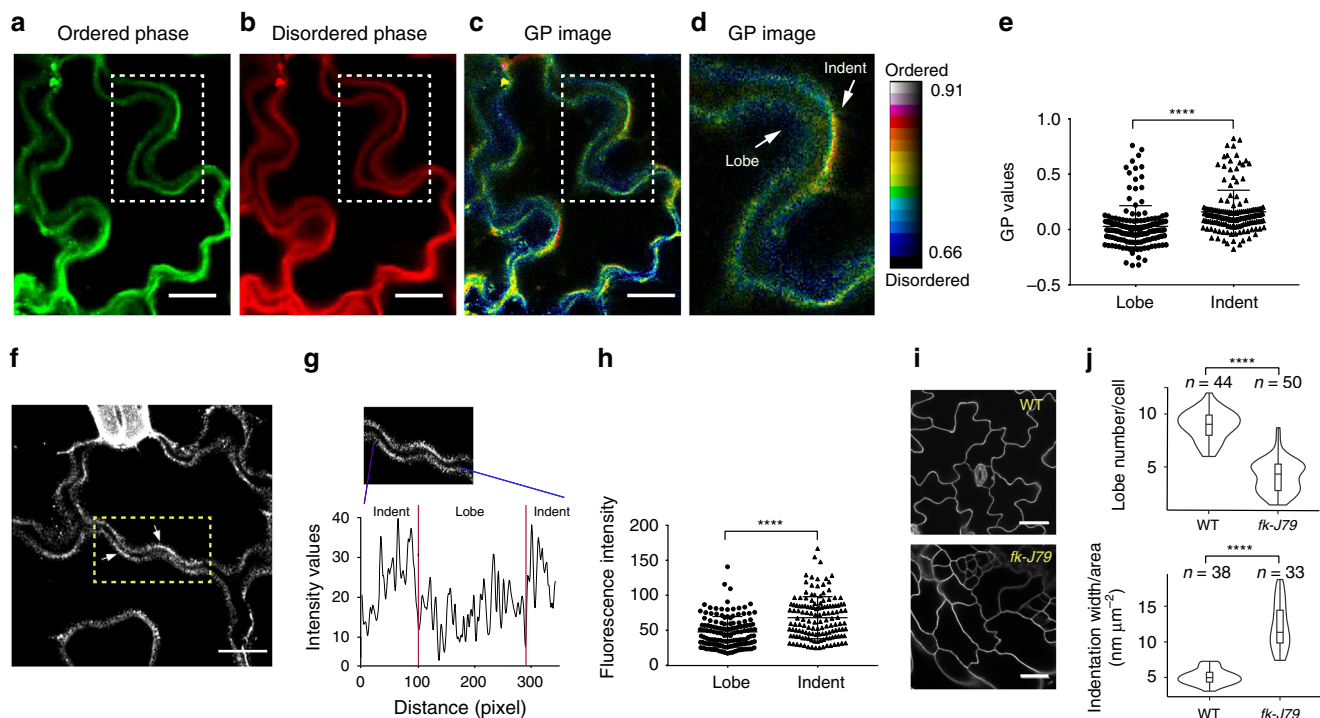 a
Ordered phase
b
Disordered phase
c
GP image
d
GP image
Indent
Lobe
Ordered
0.91
0.66
Disordered
e
****
GP values
1.0
0.5
0.0
–0.5
Lobe
Indent
f
g
Indent
Lobe
Indent
Intensity values
40
30
20
10
0
0
100
200
300
Distance (pixel)
h
****
Fluorescence intensity
200
150
100
50
0
Lobe
Indent
i
WT
fk-J79
j
****
n = 44
n = 50
Lobe number/cell
10
5
WT
fk-J79
****
n = 38
n = 33
Indentation width/area
(nm μm⁻²)
15
10
5
WT
fk-J79